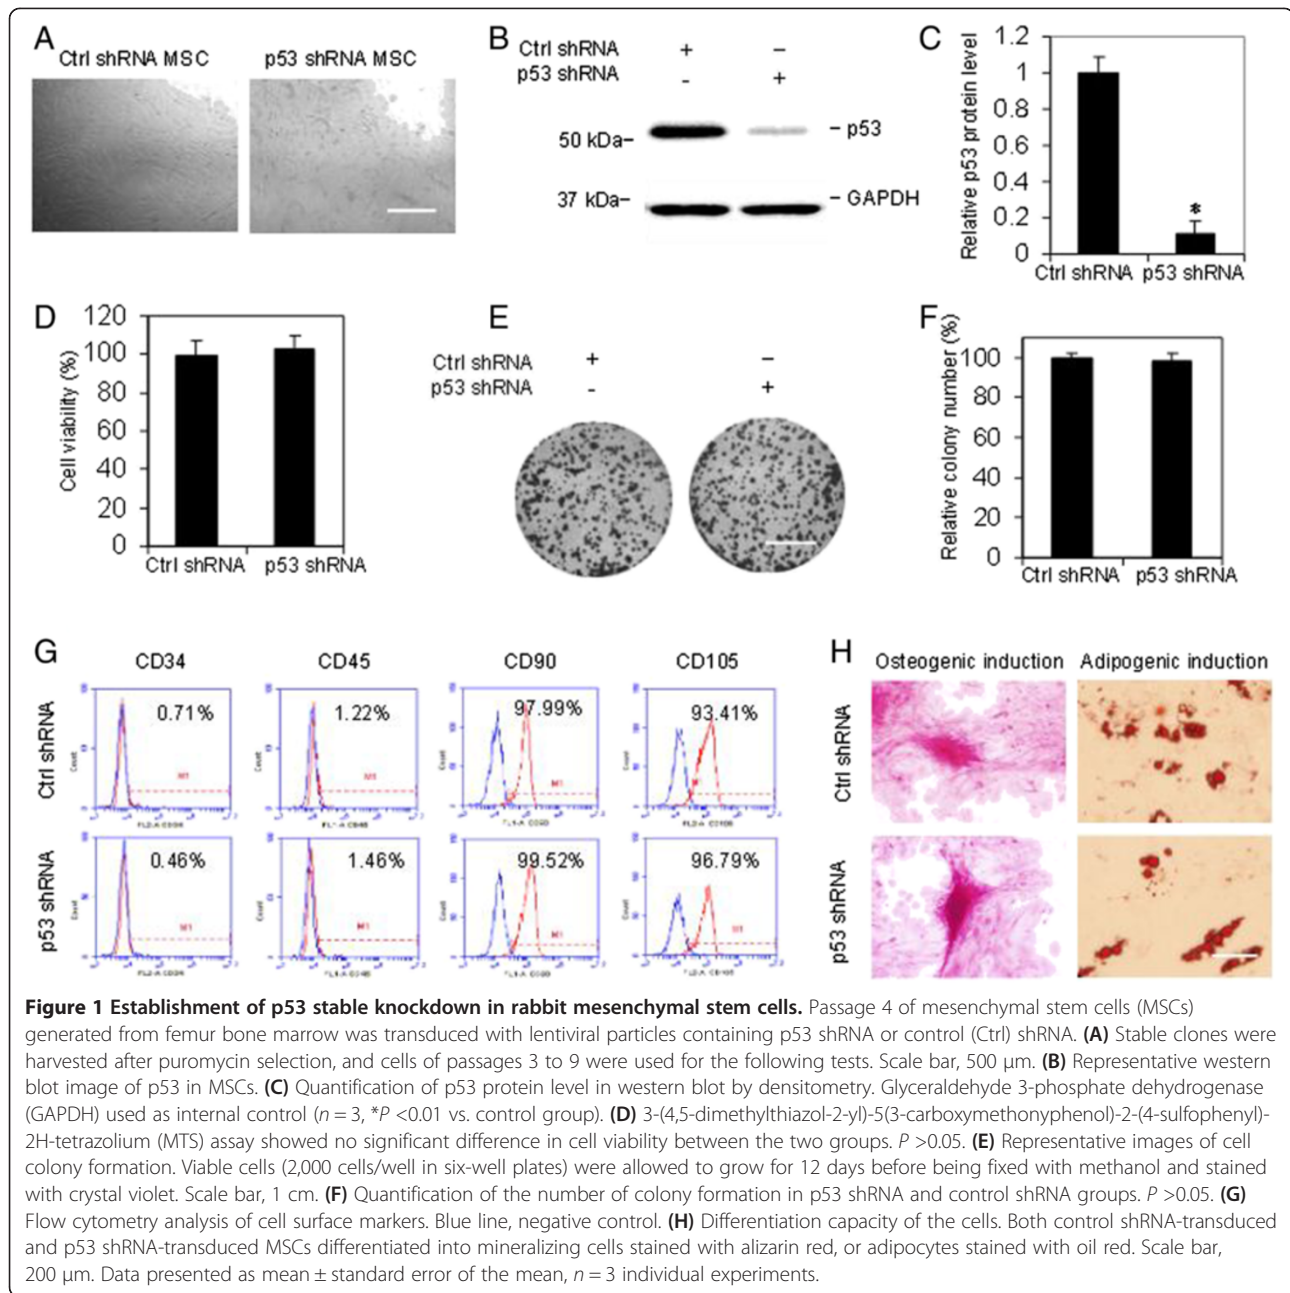 A
Ctrl shRNA MSC
p53 shRNA MSC
B
Ctrl shRNA + –
p53 shRNA - +
50 kDa–
– p53
37 kDa–
– GAPDH
C
Relative p53 protein level
1.2
1
0.8
0.6
0.4
0.2
0
*
Ctrl shRNA p53 shRNA
D
Cell viability (%)
120
100
80
60
40
20
0
Ctrl shRNA p53 shRNA
E
Ctrl shRNA + –
p53 shRNA - +
F
Relative colony number (%)
100
80
60
40
20
0
Ctrl shRNA p53 shRNA
G
CD34 CD45 CD90 CD105
Ctrl shRNA
0.71% 1.22% 97.99% 93.41%
Count Count Count Count
M1 M1 M1
p53 shRNA
0.46% 1.46% 99.52% 96.79%
Count Count Count Count
M1 M1 M1 M1
H
Osteogenic induction Adipogenic induction
Ctrl shRNA
p53 shRNA
Figure 1 Establishment of p53 stable knockdown in rabbit mesenchymal stem cells. Passage 4 of mesenchymal stem cells (MSCs)
generated from femur bone marrow was transduced with lentiviral particles containing p53 shRNA or control (Ctrl) shRNA. (A) Stable clones were
harvested after puromycin selection, and cells of passages 3 to 9 were used for the following tests. Scale bar, 500 μm. (B) Representative western
blot image of p53 in MSCs. (C) Quantification of p53 protein level in western blot by densitometry. Glyceraldehyde 3-phosphate dehydrogenase
(GAPDH) used as internal control (n = 3, *P <0.01 vs. control group). (D) 3-(4,5-dimethylthiazol-2-yl)-5(3-carboxymethonyphenol)-2-(4-sulfophenyl)-
2H-tetrazolium (MTS) assay showed no significant difference in cell viability between the two groups. P >0.05. (E) Representative images of cell
colony formation. Viable cells (2,000 cells/well in six-well plates) were allowed to grow for 12 days before being fixed with methanol and stained
with crystal violet. Scale bar, 1 cm. (F) Quantification of the number of colony formation in p53 shRNA and control shRNA groups. P >0.05. (G)
Flow cytometry analysis of cell surface markers. Blue line, negative control. (H) Differentiation capacity of the cells. Both control shRNA-transduced
and p53 shRNA-transduced MSCs differentiated into mineralizing cells stained with alizarin red, or adipocytes stained with oil red. Scale bar,
200 μm. Data presented as mean ± standard error of the mean, n = 3 individual experiments.